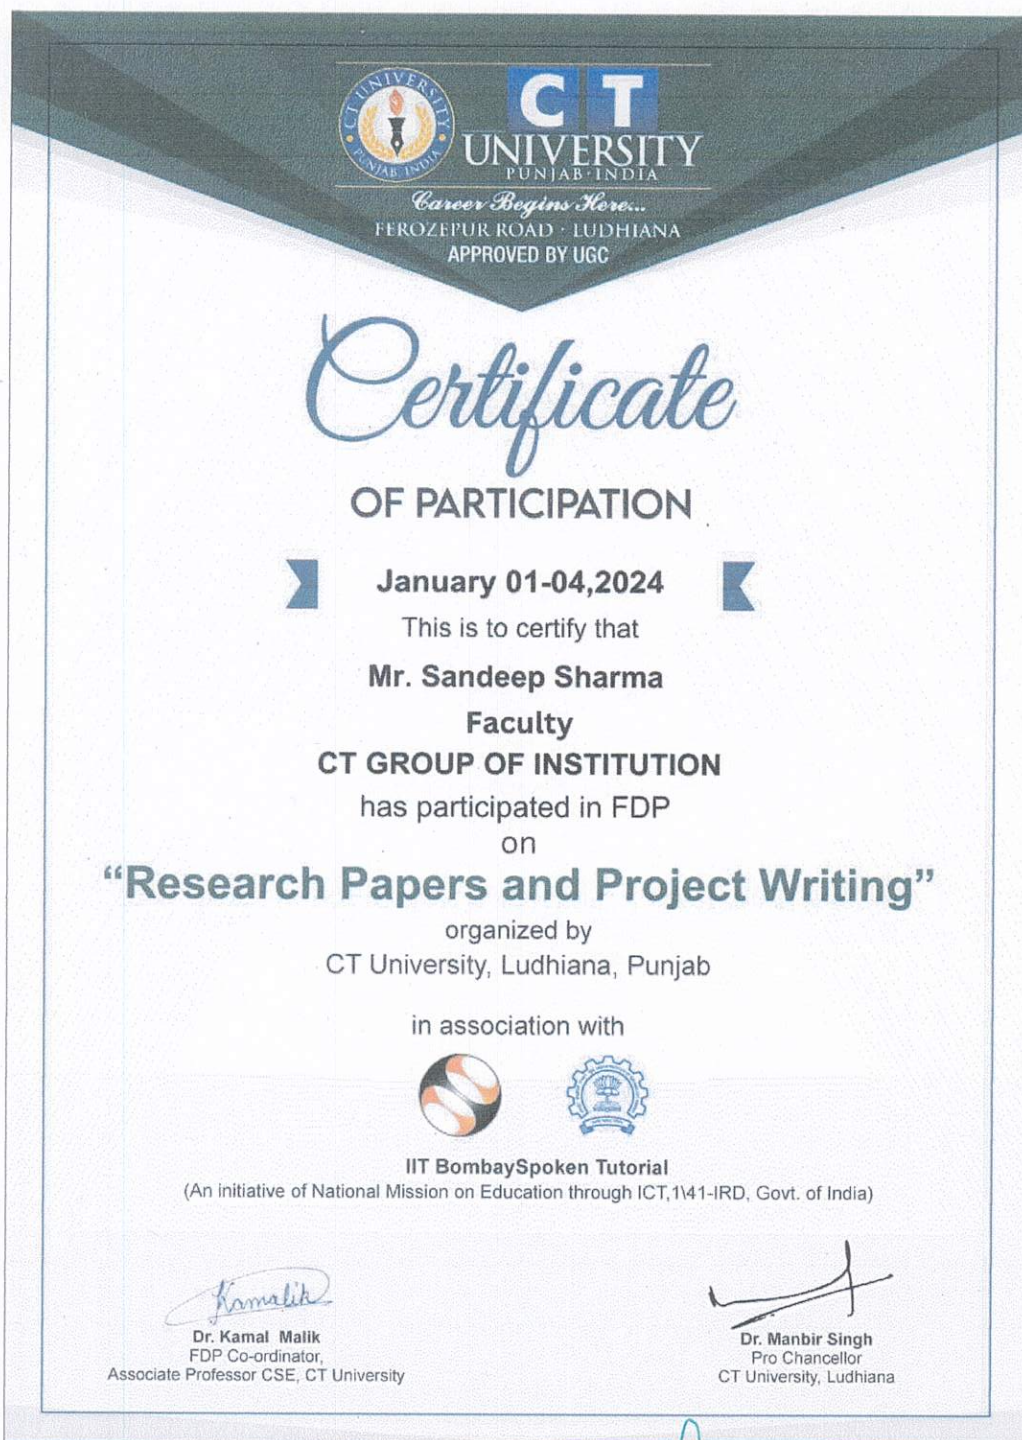 CT UNIVERSITY
PUNJAB INDIA
CT
UNIVERSITY
PUNJAB·INDIA
Career Begins Here...
FEROZEPUR ROAD · LUDHIANA
APPROVED BY UGC
Certificate
OF PARTICIPATION
January 01-04,2024
This is to certify that
Mr. Sandeep Sharma
Faculty
CT GROUP OF INSTITUTION
has participated in FDP
on
“Research Papers and Project Writing”
organized by
CT University, Ludhiana, Punjab
in association with
IIT BombaySpoken Tutorial
(An initiative of National Mission on Education through ICT,1\41-IRD, Govt. of India)
Kamalik
Dr. Kamal Malik
FDP Co-ordinator,
Associate Professor CSE, CT University
Dr. Manbir Singh
Pro Chancellor
CT University, Ludhiana